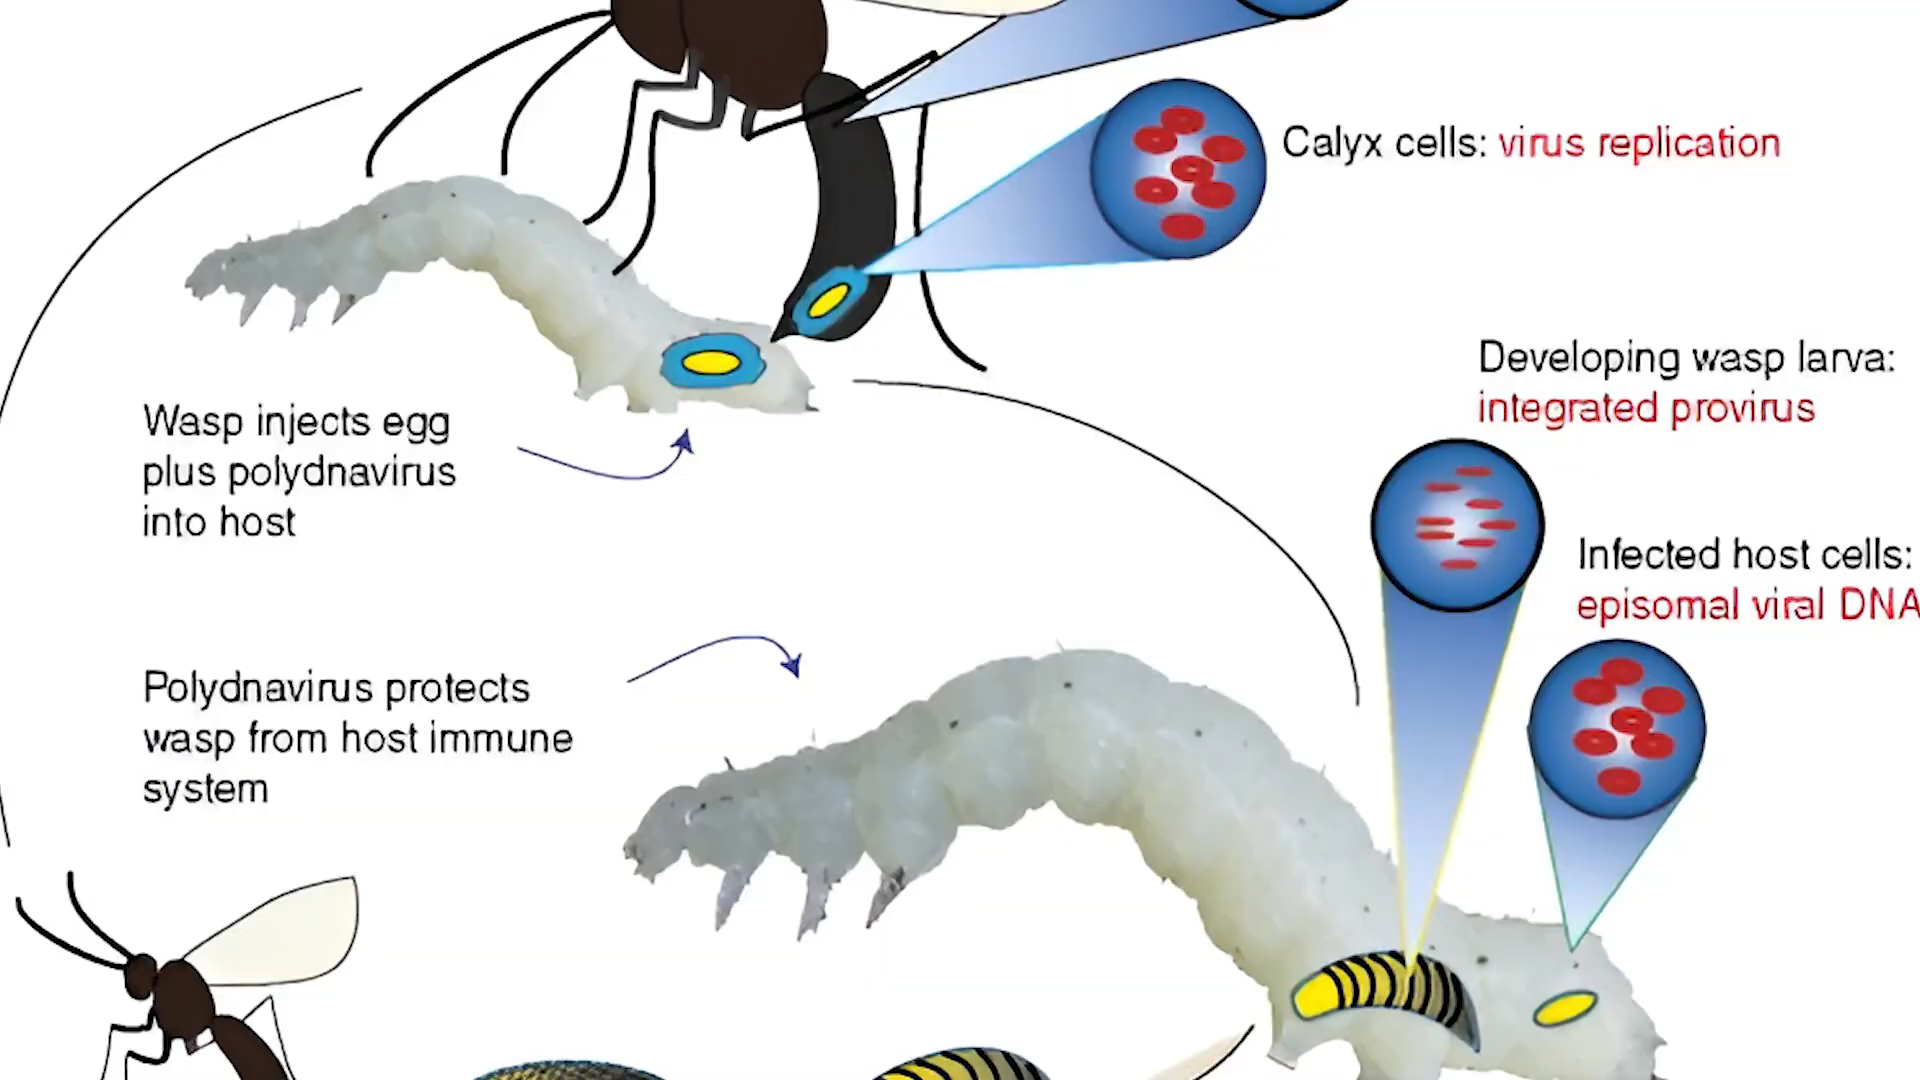 Calyx cells: virus replication
Developing wasp larva:
integrated provirus
Wasp injects egg
plus polydnavirus
into host
Infected host cells:
episomal viral DNA
Polydnavirus protects
wasp from host immune
system